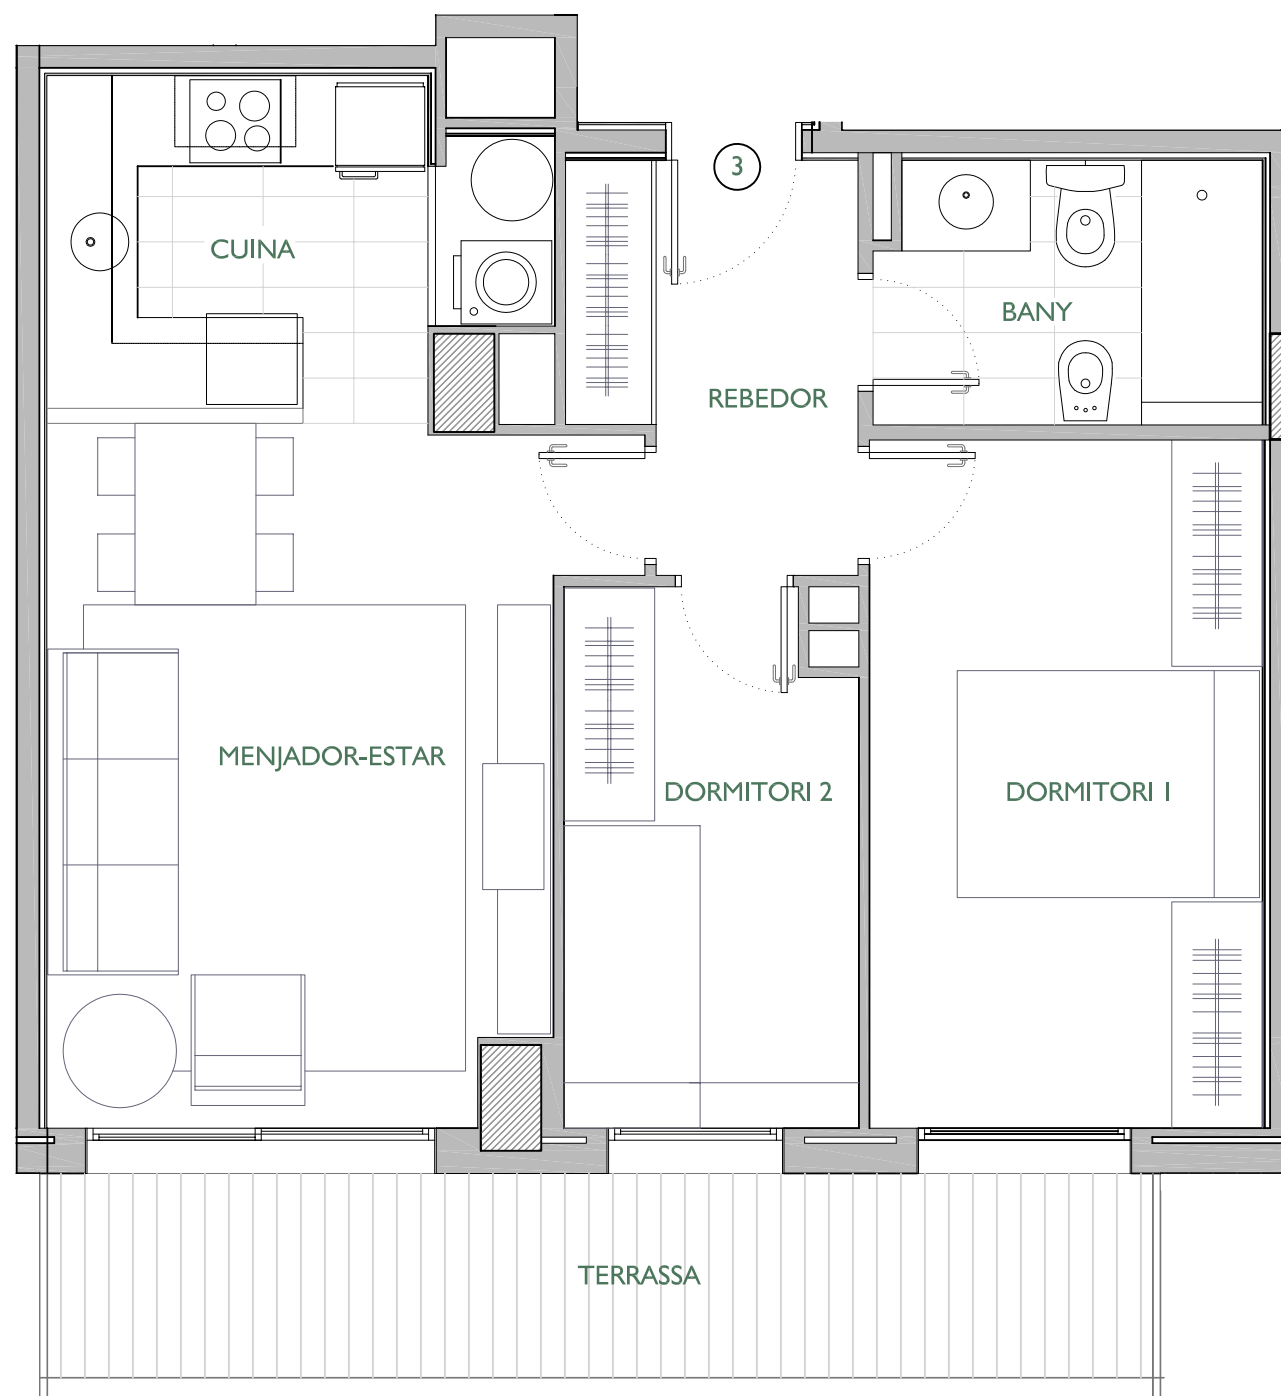 3
CUINA
BANY
REBEDOR
MENJADOR-ESTAR
DORMITORI 2
DORMITORI 1
TERRASSA